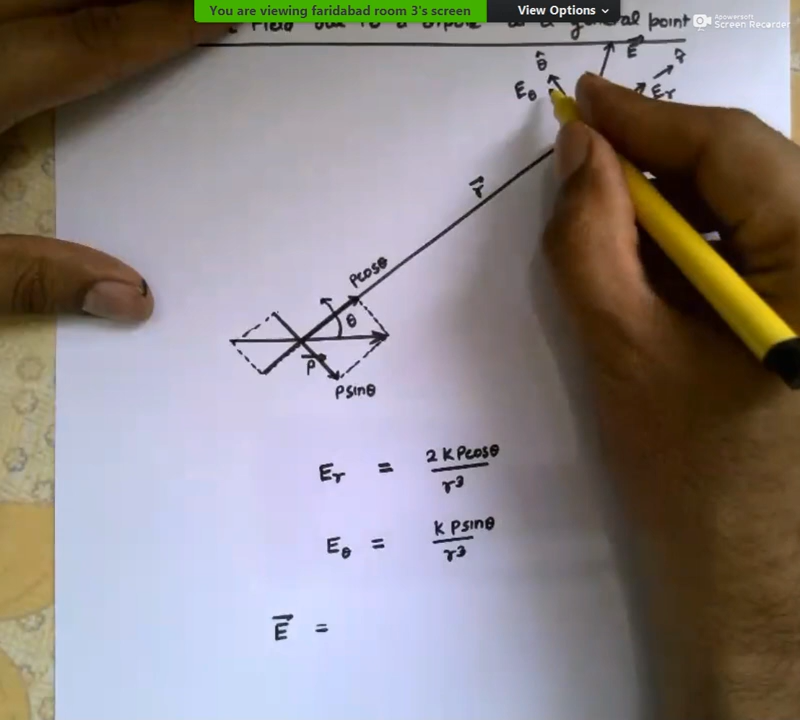 You are viewing faridabad room 3's screen View Options
Apowersoft
Screen Recorder
Field due to a dipole at a general point
θ̂ E⃗ r̂
E_θ E_r
r⃗
Pcosθ
θ
P⃗
Psinθ
E_r = 2KPcosθ / r³
E_θ = KPsinθ / r³
E⃗ =